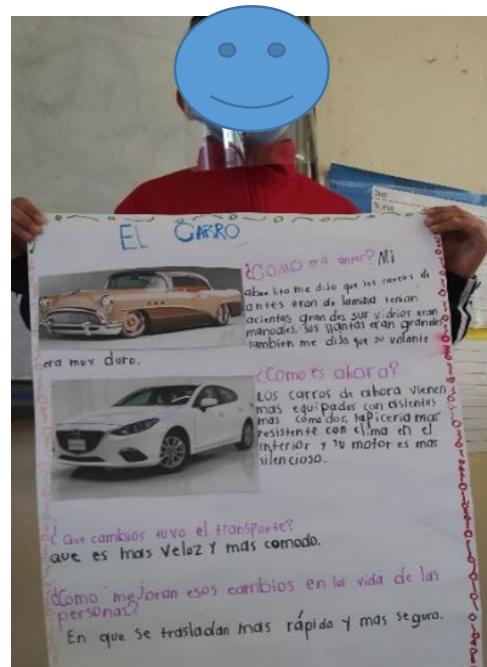 EL CARRO
¿COMO era antes? Mi
abuelito me dijo que los carros de
antes eran de lamina tenian
acientos grandes sus vidrios eran
manuales, sus llantas eran grandes
tambien me dijo que su volante
era muy duro.
¿Como es ahora?
Los carros de ahora vienen
mas equipados con asientos
mas comodos, tapiceria mas
resistente con clima en el
interior y su motor es mas
silencioso.
¿Que cambios tuvo el transporte?
que es mas veloz y mas comodo.
¿Como mejoran esos cambios en la vida de las
personas?
En que se trasladan mas rápido y mas seguro.